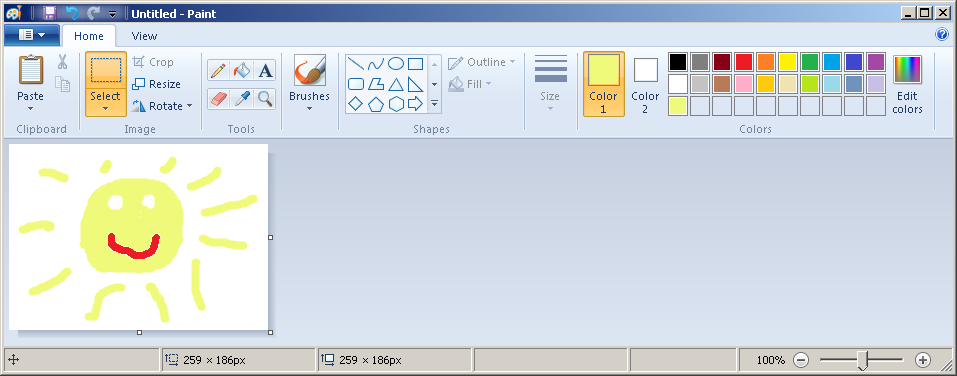 Untitled - Paint
Home View
Paste
Select
Crop
Resize
Rotate
A
Brushes
Outline
Fill
Size
Color 1
Color 2
Edit colors
Clipboard Image Tools Shapes Colors
259 × 186px 259 × 186px 100%